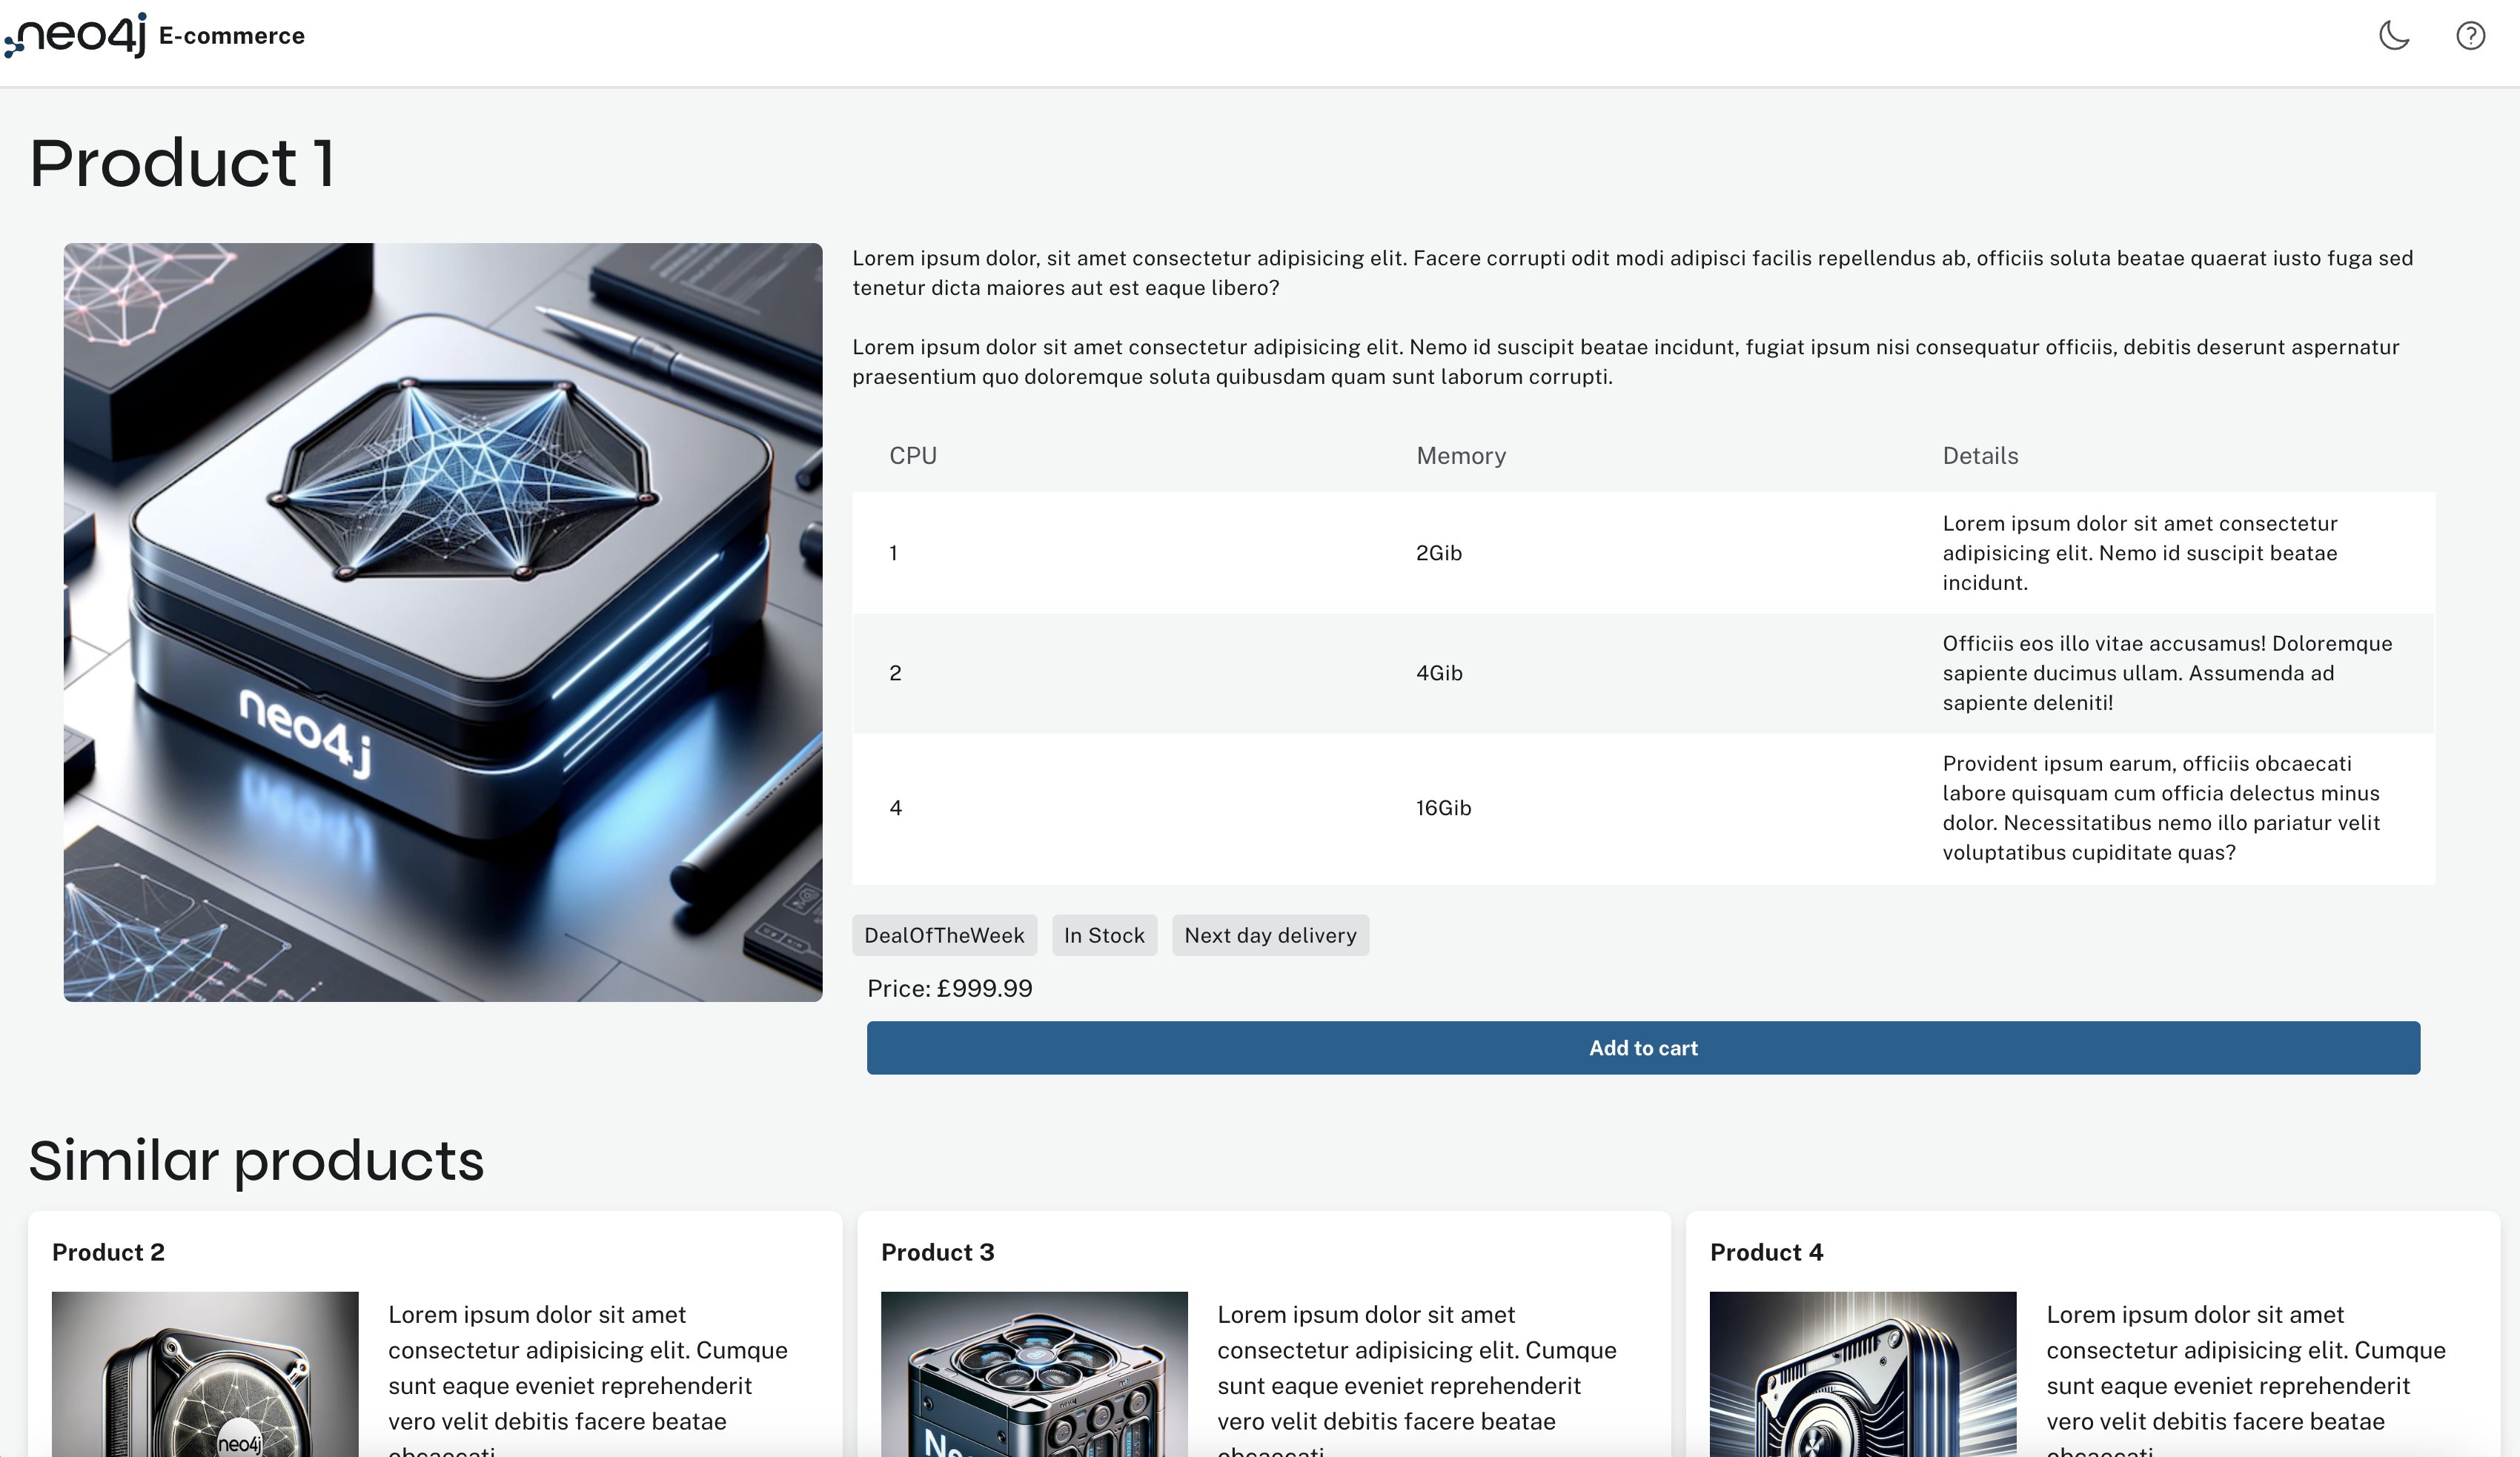 neo4j E-commerce
Product 1
neo4j
Lorem ipsum dolor, sit amet consectetur adipisicing elit. Facere corrupti odit modi adipisci facilis repellendus ab, officiis soluta beatae quaerat iusto fuga sed
tenetur dicta maiores aut est eaque libero?
Lorem ipsum dolor sit amet consectetur adipisicing elit. Nemo id suscipit beatae incidunt, fugiat ipsum nisi consequatur officiis, debitis deserunt aspernatur
praesentium quo doloremque soluta quibusdam quam sunt laborum corrupti.
CPU Memory Details
1 2Gib Lorem ipsum dolor sit amet consectetur
adipisicing elit. Nemo id suscipit beatae
incidunt.
2 4Gib Officiis eos illo vitae accusamus! Doloremque
sapiente ducimus ullam. Assumenda ad
sapiente deleniti!
4 16Gib Provident ipsum earum, officiis obcaecati
labore quisquam cum officia delectus minus
dolor. Necessitatibus nemo illo pariatur velit
voluptatibus cupiditate quas?
DealOfTheWeek In Stock Next day delivery
Price: £999.99
Add to cart
Similar products
Product 2
neo4j
Lorem ipsum dolor sit amet
consectetur adipisicing elit. Cumque
sunt eaque eveniet reprehenderit
vero velit debitis facere beatae
obcaecati
Product 3
Lorem ipsum dolor sit amet
consectetur adipisicing elit. Cumque
sunt eaque eveniet reprehenderit
vero velit debitis facere beatae
obcaecati
Product 4
Lorem ipsum dolor sit amet
consectetur adipisicing elit. Cumque
sunt eaque eveniet reprehenderit
vero velit debitis facere beatae
obcaecati